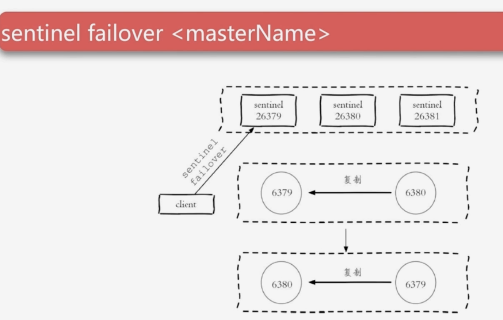 sentinel failover <masterName>
sentinel
26379
sentinel
26380
sentinel
26381
sentinel
failover
client
6379
复制
6380
6380
复制
6379